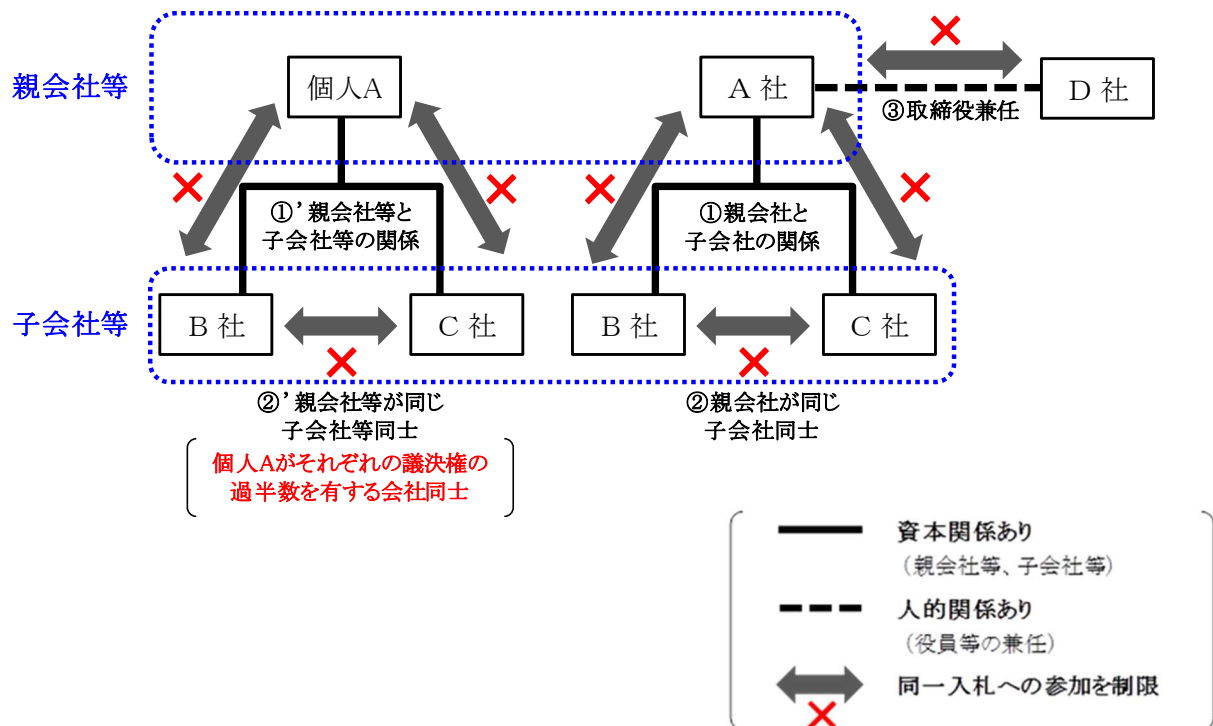 親会社等
個人A
A 社
③取締役兼任
D 社
①’親会社等と
子会社等の関係
①親会社と
子会社の関係
子会社等
B 社
C 社
B 社
C 社
②’親会社等が同じ
子会社等同士
個人Aがそれぞれの議決権の
過半数を有する会社同士
②親会社が同じ
子会社同士
資本関係あり
（親会社等、子会社等）
人的関係あり
（役員等の兼任）
同一入札への参加を制限